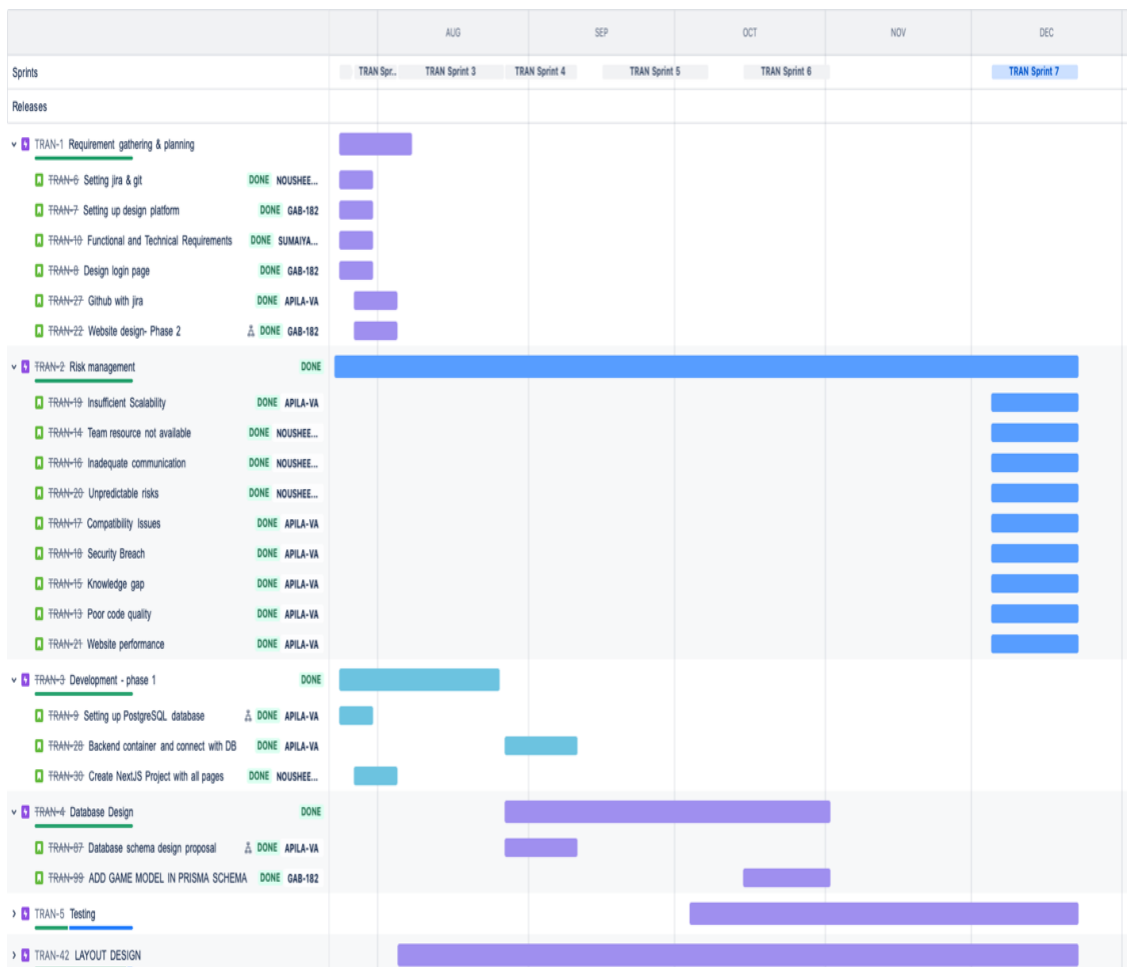 AUG SEP OCT NOV DEC
Sprints TRAN Spr.. TRAN Sprint 3 TRAN Sprint 4 TRAN Sprint 5 TRAN Sprint 6 TRAN Sprint 7
Releases
TRAN-1 Requirement gathering & planning
TRAN-6 Setting jira & git DONE NOUSHEE...
TRAN-7 Setting up design platform DONE GAB-182
TRAN-10 Functional and Technical Requirements DONE SUMAIYA...
TRAN-8 Design login page DONE GAB-182
TRAN-27 Github with jira DONE APILA-VA
TRAN-22 Website design- Phase 2 DONE GAB-182
TRAN-2 Risk management DONE
TRAN-19 Insufficient Scalability DONE APILA-VA
TRAN-14 Team resource not available DONE NOUSHEE...
TRAN-16 Inadequate communication DONE NOUSHEE...
TRAN-20 Unpredictable risks DONE NOUSHEE...
TRAN-17 Compatibility Issues DONE APILA-VA
TRAN-18 Security Breach DONE APILA-VA
TRAN-15 Knowledge gap DONE APILA-VA
TRAN-13 Poor code quality DONE APILA-VA
TRAN-21 Website performance DONE APILA-VA
TRAN-3 Development - phase 1 DONE
TRAN-9 Setting up PostgreSQL database DONE APILA-VA
TRAN-28 Backend container and connect with DB DONE APILA-VA
TRAN-30 Create NextJS Project with all pages DONE NOUSHEE...
TRAN-4 Database Design DONE
TRAN-87 Database schema design proposal DONE APILA-VA
TRAN-99 ADD GAME MODEL IN PRISMA SCHEMA DONE GAB-182
TRAN-5 Testing
TRAN-42 LAYOUT DESIGN